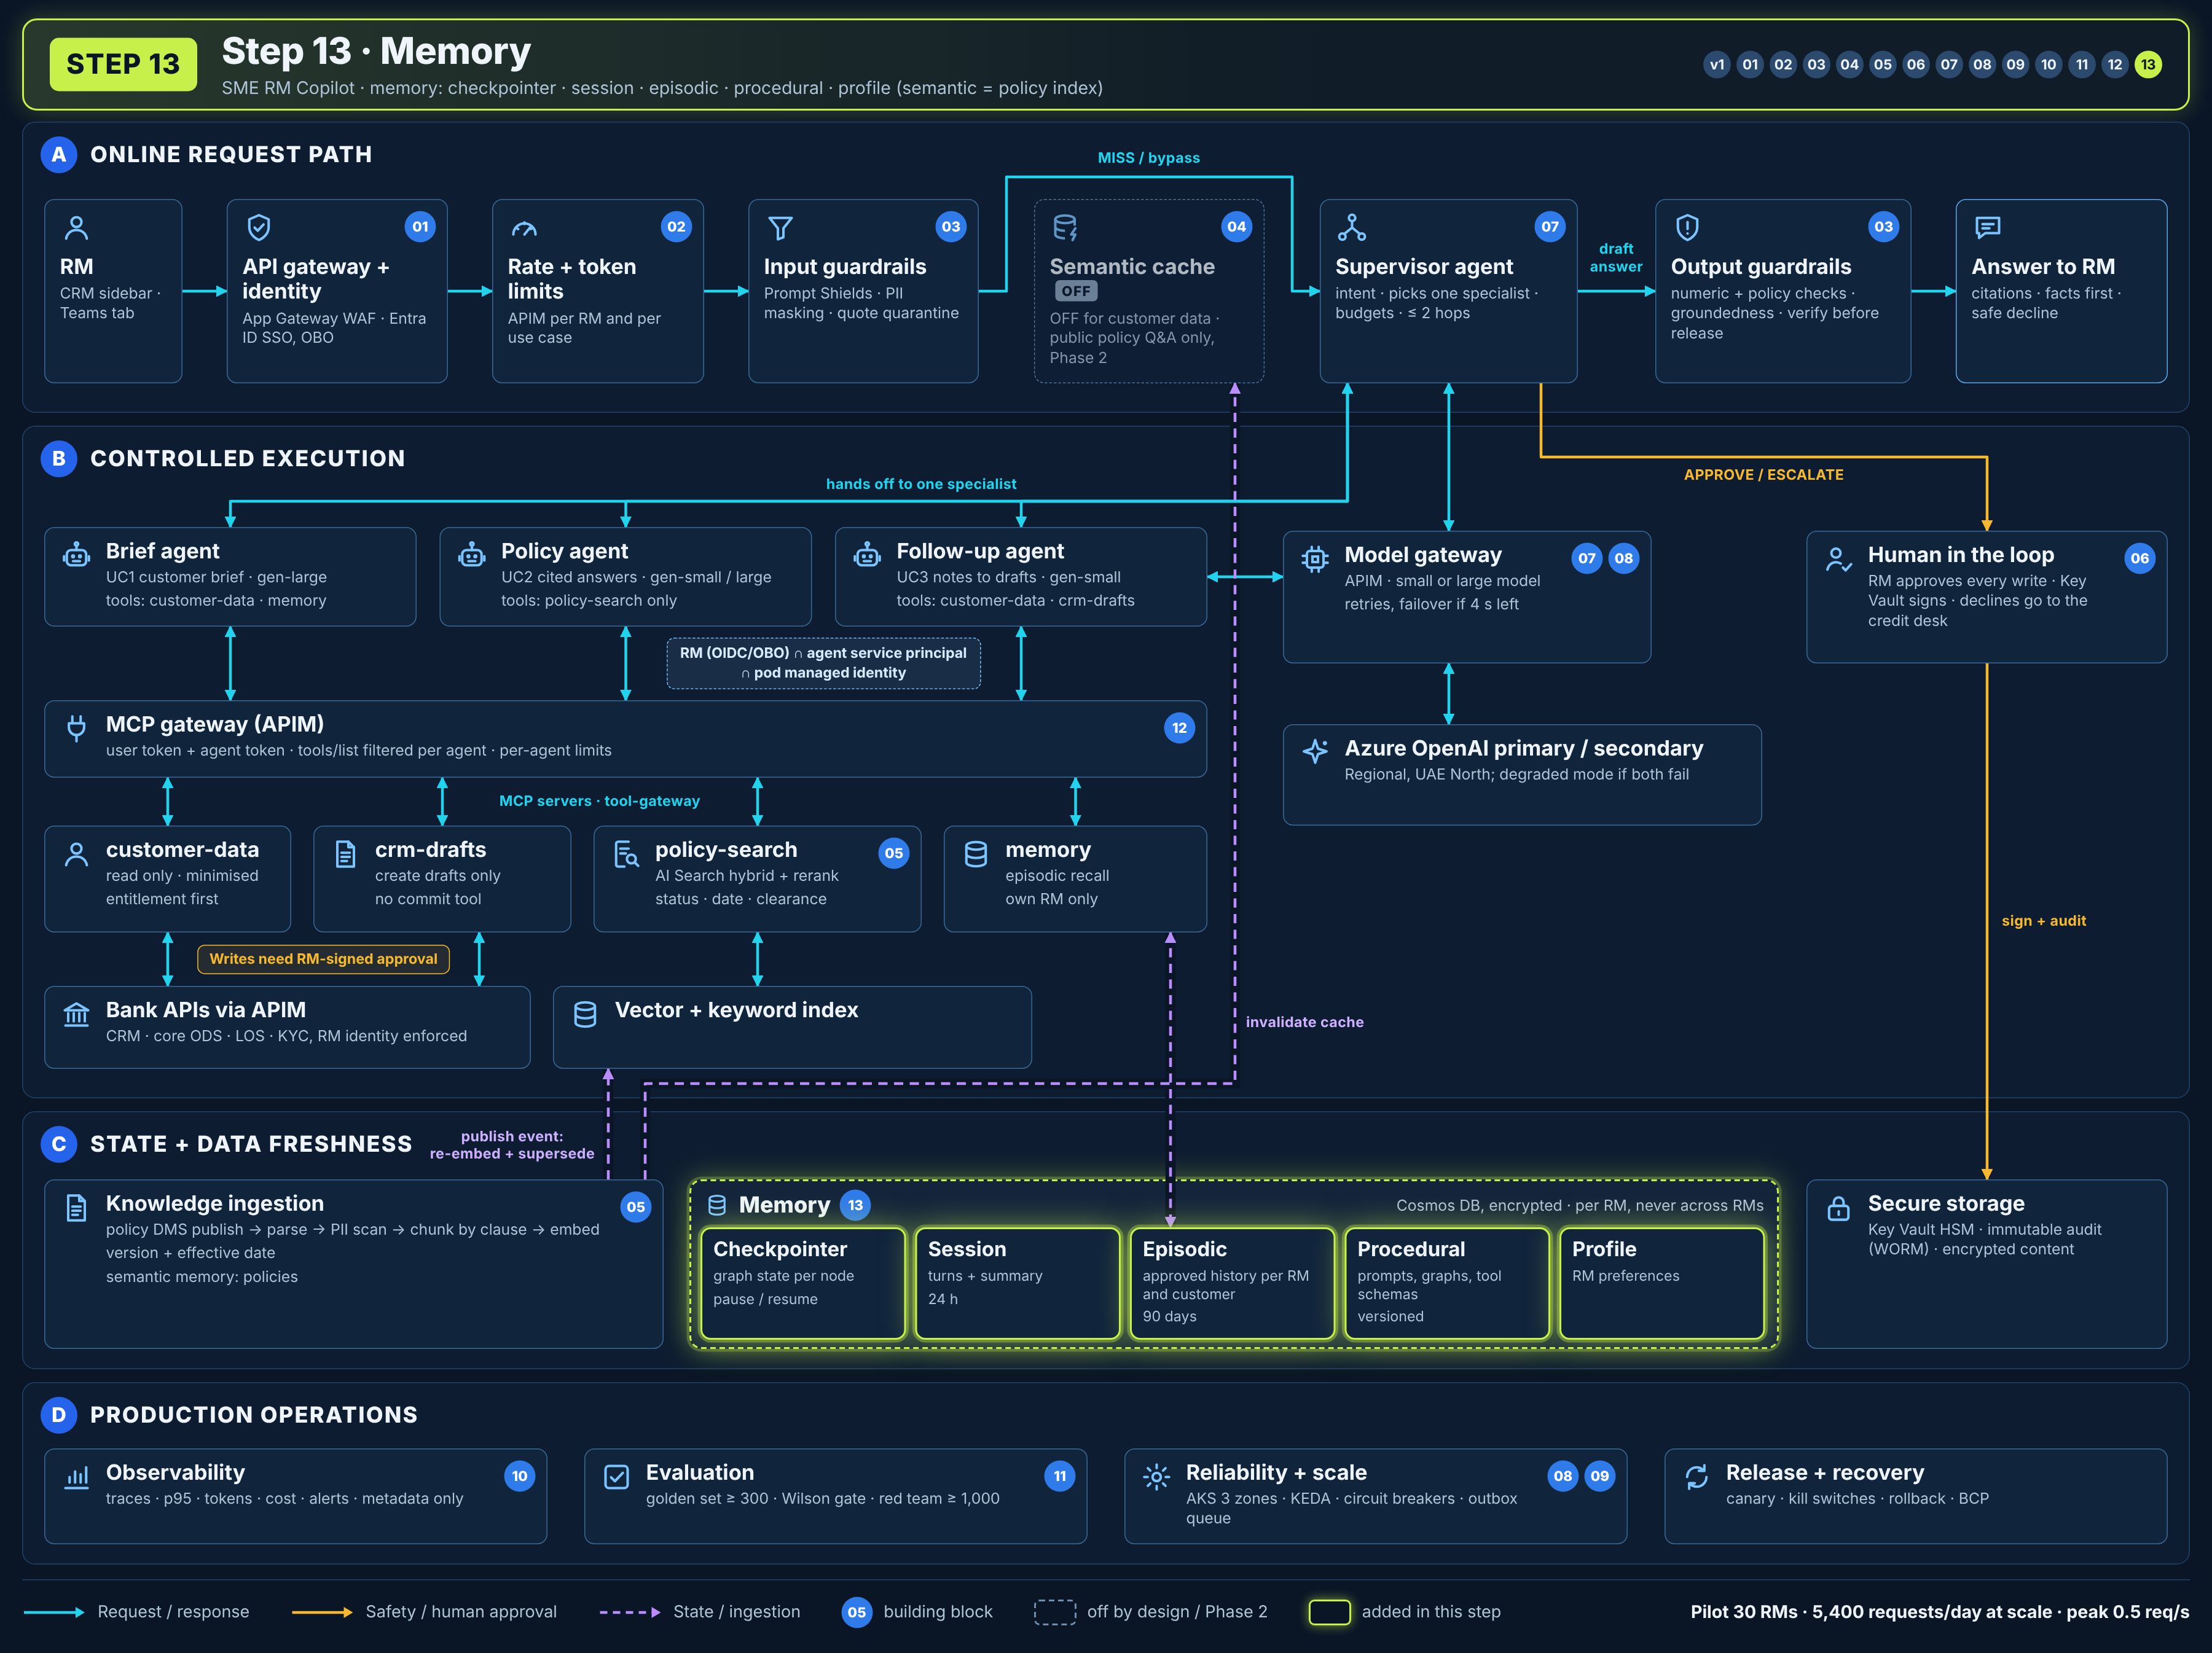 STEP 13
Step 13 · Memory
SME RM Copilot · memory: checkpointer · session · episodic · procedural · profile (semantic = policy index)
v1 01 02 03 04 05 06 07 08 09 10 11 12 13
A ONLINE REQUEST PATH
MISS / bypass
RM
CRM sidebar ·
Teams tab
01
API gateway +
identity
App Gateway WAF · Entra
ID SSO, OBO
02
Rate + token
limits
APIM per RM and per
use case
03
Input guardrails
Prompt Shields · PII
masking · quote quarantine
04
Semantic cache
OFF
OFF for customer data ·
public policy Q&A only,
Phase 2
07
Supervisor agent
intent · picks one specialist ·
budgets · ≤ 2 hops
draft
answer
03
Output guardrails
numeric + policy checks ·
groundedness · verify before
release
Answer to RM
citations · facts first ·
safe decline
B CONTROLLED EXECUTION
hands off to one specialist
APPROVE / ESCALATE
Brief agent
UC1 customer brief · gen-large
tools: customer-data · memory
Policy agent
UC2 cited answers · gen-small / large
tools: policy-search only
Follow-up agent
UC3 notes to drafts · gen-small
tools: customer-data · crm-drafts
Model gateway
07 08
APIM · small or large model
retries, failover if 4 s left
Human in the loop
06
RM approves every write · Key
Vault signs · declines go to the
credit desk
RM (OIDC/OBO) ∩ agent service principal
∩ pod managed identity
MCP gateway (APIM)
12
user token + agent token · tools/list filtered per agent · per-agent limits
Azure OpenAI primary / secondary
Regional, UAE North; degraded mode if both fail
MCP servers · tool-gateway
customer-data
read only · minimised
entitlement first
crm-drafts
create drafts only
no commit tool
policy-search
05
AI Search hybrid + rerank
status · date · clearance
memory
episodic recall
own RM only
sign + audit
Writes need RM-signed approval
Bank APIs via APIM
CRM · core ODS · LOS · KYC, RM identity enforced
Vector + keyword index
invalidate cache
C STATE + DATA FRESHNESS
publish event:
re-embed + supersede
Knowledge ingestion
05
policy DMS publish → parse → PII scan → chunk by clause → embed
version + effective date
semantic memory: policies
Memory 13
Cosmos DB, encrypted · per RM, never across RMs
Checkpointer
graph state per node
pause / resume
Session
turns + summary
24 h
Episodic
approved history per RM
and customer
90 days
Procedural
prompts, graphs, tool
schemas
versioned
Profile
RM preferences
Secure storage
Key Vault HSM · immutable audit
(WORM) · encrypted content
D PRODUCTION OPERATIONS
Observability
10
traces · p95 · tokens · cost · alerts · metadata only
Evaluation
11
golden set ≥ 300 · Wilson gate · red team ≥ 1,000
Reliability + scale
08 09
AKS 3 zones · KEDA · circuit breakers · outbox
queue
Release + recovery
canary · kill switches · rollback · BCP
Request / response
Safety / human approval
State / ingestion
05 building block
off by design / Phase 2
added in this step
Pilot 30 RMs · 5,400 requests/day at scale · peak 0.5 req/s